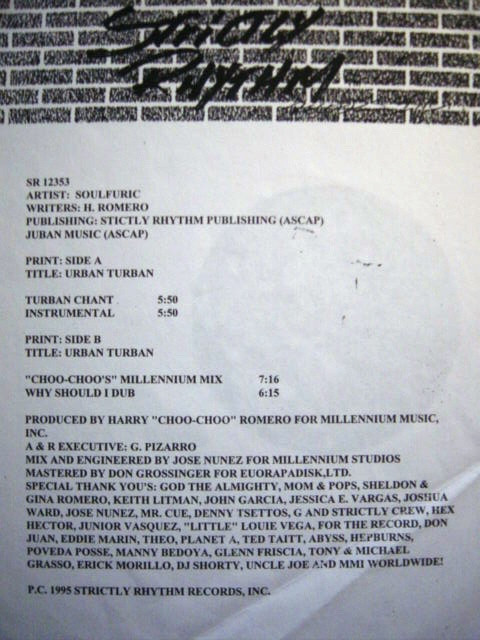 STRICTLY
RHYTHM
SR 12353
ARTIST: SOULFURIC
WRITERS: H. ROMERO
PUBLISHING: STICTLY RHYTHM PUBLISHING (ASCAP)
JUBAN MUSIC (ASCAP)
PRINT: SIDE A
TITLE: URBAN TURBAN
TURBAN CHANT 5:50
INSTRUMENTAL 5:50
PRINT: SIDE B
TITLE: URBAN TURBAN
"CHOO-CHOO'S" MILLENNIUM MIX 7:16
WHY SHOULD I DUB 6:15
PRODUCED BY HARRY "CHOO-CHOO" ROMERO FOR MILLENNIUM MUSIC,
INC.
A & R EXECUTIVE: G. PIZARRO
MIX AND ENGINEERED BY JOSE NUNEZ FOR MILLENNIUM STUDIOS
MASTERED BY DON GROSSINGER FOR EUORAPADISK,LTD.
SPECIAL THANK YOU'S: GOD THE ALMIGHTY, MOM & POPS, SHELDON &
GINA ROMERO, KEITH LITMAN, JOHN GARCIA, JESSICA E. VARGAS, JOSHUA
WARD, JOSE NUNEZ, MR. CUE, DENNY TSETTOS, G AND STRICTLY CREW, HEX
HECTOR, JUNIOR VASQUEZ, "LITTLE" LOUIE VEGA, FOR THE RECORD, DON
JUAN, EDDIE MARIN, THEO, PLANET A, TED TAITT, ABYSS, HEPBURNS,
POVEDA POSSE, MANNY BEDOYA, GLENN FRISCIA, TONY & MICHAEL
GRASSO, ERICK MORILLO, DJ SHORTY, UNCLE JOE AND MMI WORLDWIDE!
P.C. 1995 STRICTLY RHYTHM RECORDS, INC.